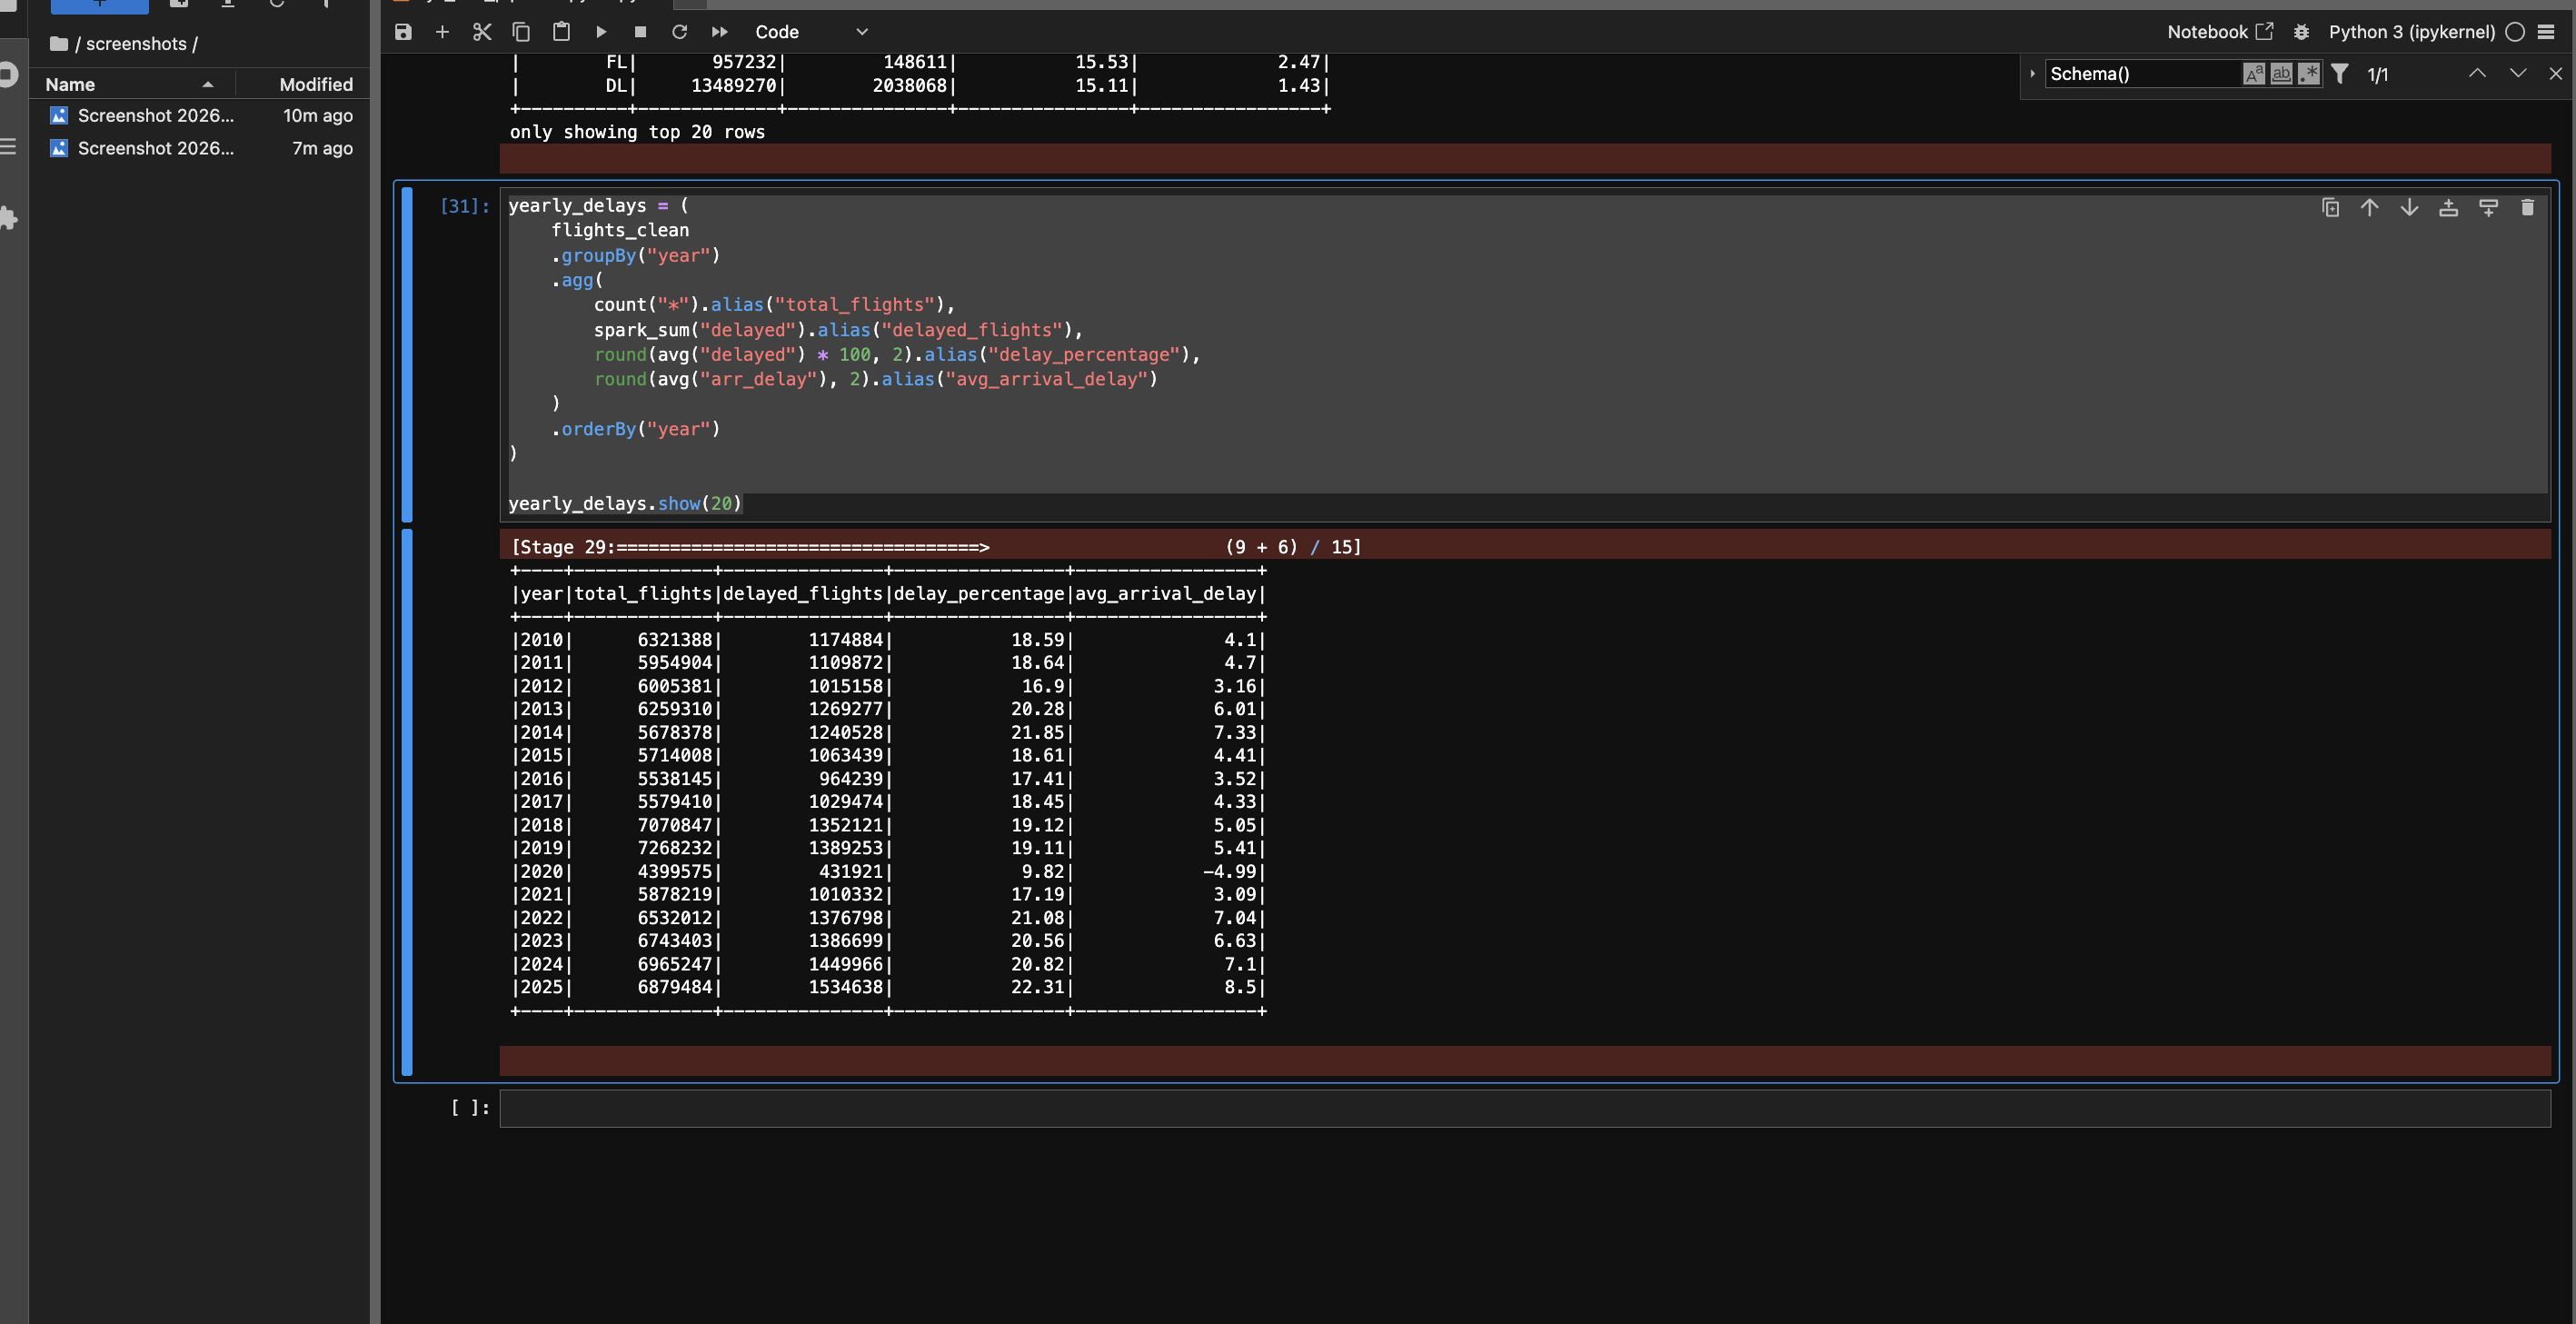 Code
Notebook
Python 3 (ipykernel)
/ screenshots /
Name
Modified
Screenshot 2026...
10m ago
Screenshot 2026...
7m ago
Schema()
1/1
|        FL|       957232|         148611|           15.53|             2.47|
|        DL|     13489270|        2038068|           15.11|             1.43|
+----------+-------------+---------------+----------------+-----------------+
only showing top 20 rows
[31]:
yearly_delays = (
    flights_clean
    .groupBy("year")
    .agg(
        count("*").alias("total_flights"),
        spark_sum("delayed").alias("delayed_flights"),
        round(avg("delayed") * 100, 2).alias("delay_percentage"),
        round(avg("arr_delay"), 2).alias("avg_arrival_delay")
    )
    .orderBy("year")
)
yearly_delays.show(20)
[Stage 29:==================================>                      (9 + 6) / 15]
+----+-------------+---------------+----------------+-----------------+
|year|total_flights|delayed_flights|delay_percentage|avg_arrival_delay|
+----+-------------+---------------+----------------+-----------------+
|2010|      6321388|        1174884|           18.59|              4.1|
|2011|      5954904|        1109872|           18.64|              4.7|
|2012|      6005381|        1015158|            16.9|             3.16|
|2013|      6259310|        1269277|           20.28|             6.01|
|2014|      5678378|        1240528|           21.85|             7.33|
|2015|      5714008|        1063439|           18.61|             4.41|
|2016|      5538145|         964239|           17.41|             3.52|
|2017|      5579410|        1029474|           18.45|             4.33|
|2018|      7070847|        1352121|           19.12|             5.05|
|2019|      7268232|        1389253|           19.11|             5.41|
|2020|      4399575|         431921|            9.82|            -4.99|
|2021|      5878219|        1010332|           17.19|             3.09|
|2022|      6532012|        1376798|           21.08|             7.04|
|2023|      6743403|        1386699|           20.56|             6.63|
|2024|      6965247|        1449966|           20.82|              7.1|
|2025|      6879484|        1534638|           22.31|              8.5|
+----+-------------+---------------+----------------+-----------------+
[ ]: